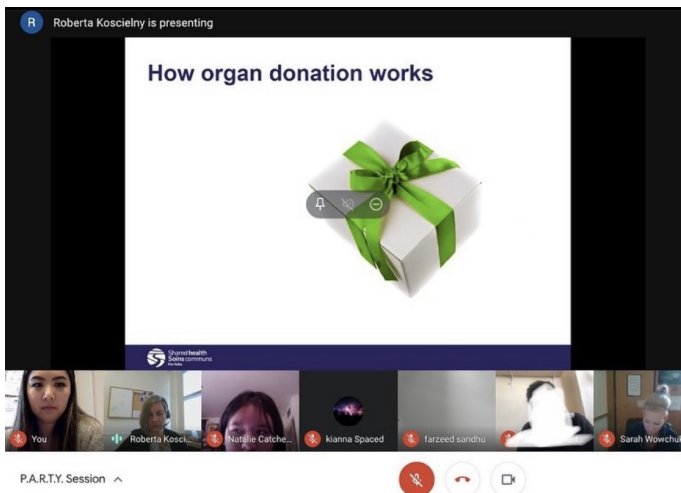 R
Roberta Koscielny is presenting
How organ donation works
Shared health
Soins communs
You
Roberta Kosci...
Natalie Catche...
kianna Spaced
farzeed sandhu
Sarah Wowchuk
P.A.R.T.Y. Session